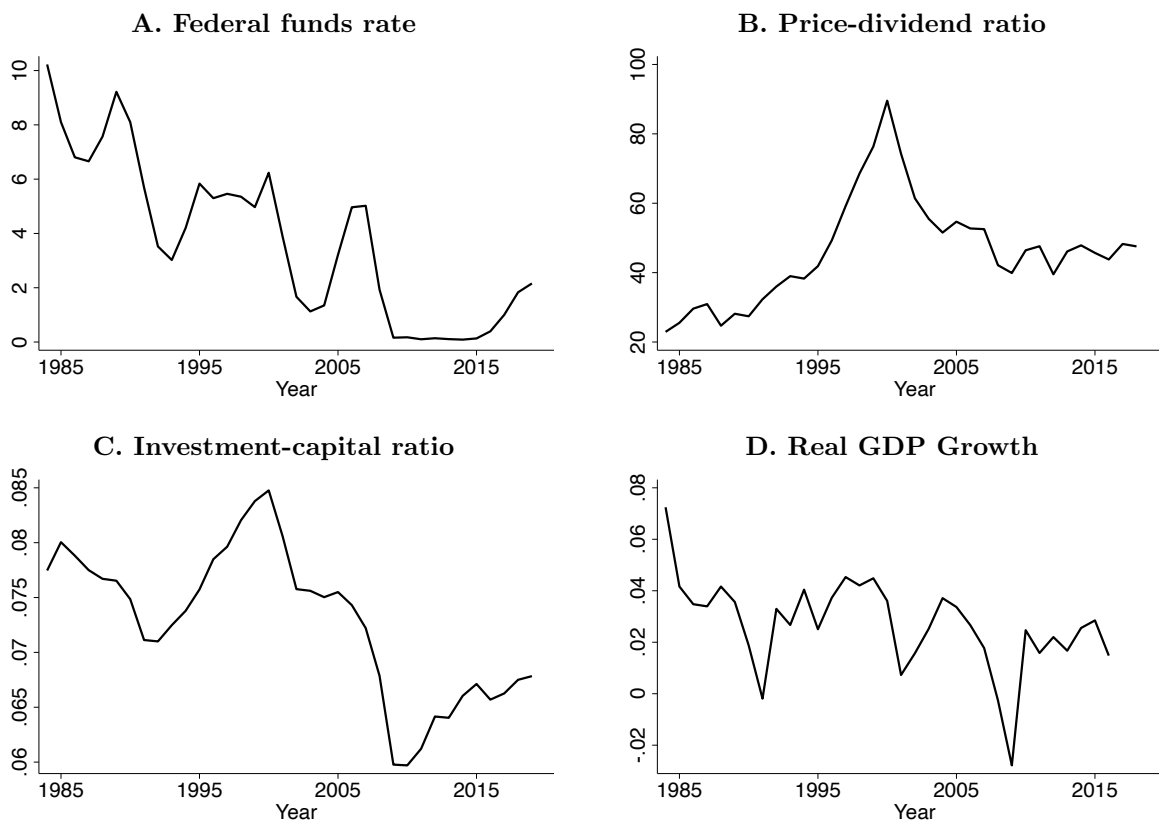 A. Federal funds rate
10
8
6
4
2
0
1985 1995 2005 2015
Year
B. Price-dividend ratio
100
80
60
40
20
1985 1995 2005 2015
Year
C. Investment-capital ratio
.085
.08
.075
.07
.065
.06
1985 1995 2005 2015
Year
D. Real GDP Growth
.08
.06
.04
.02
0
-.02
1985 1995 2005 2015
Year